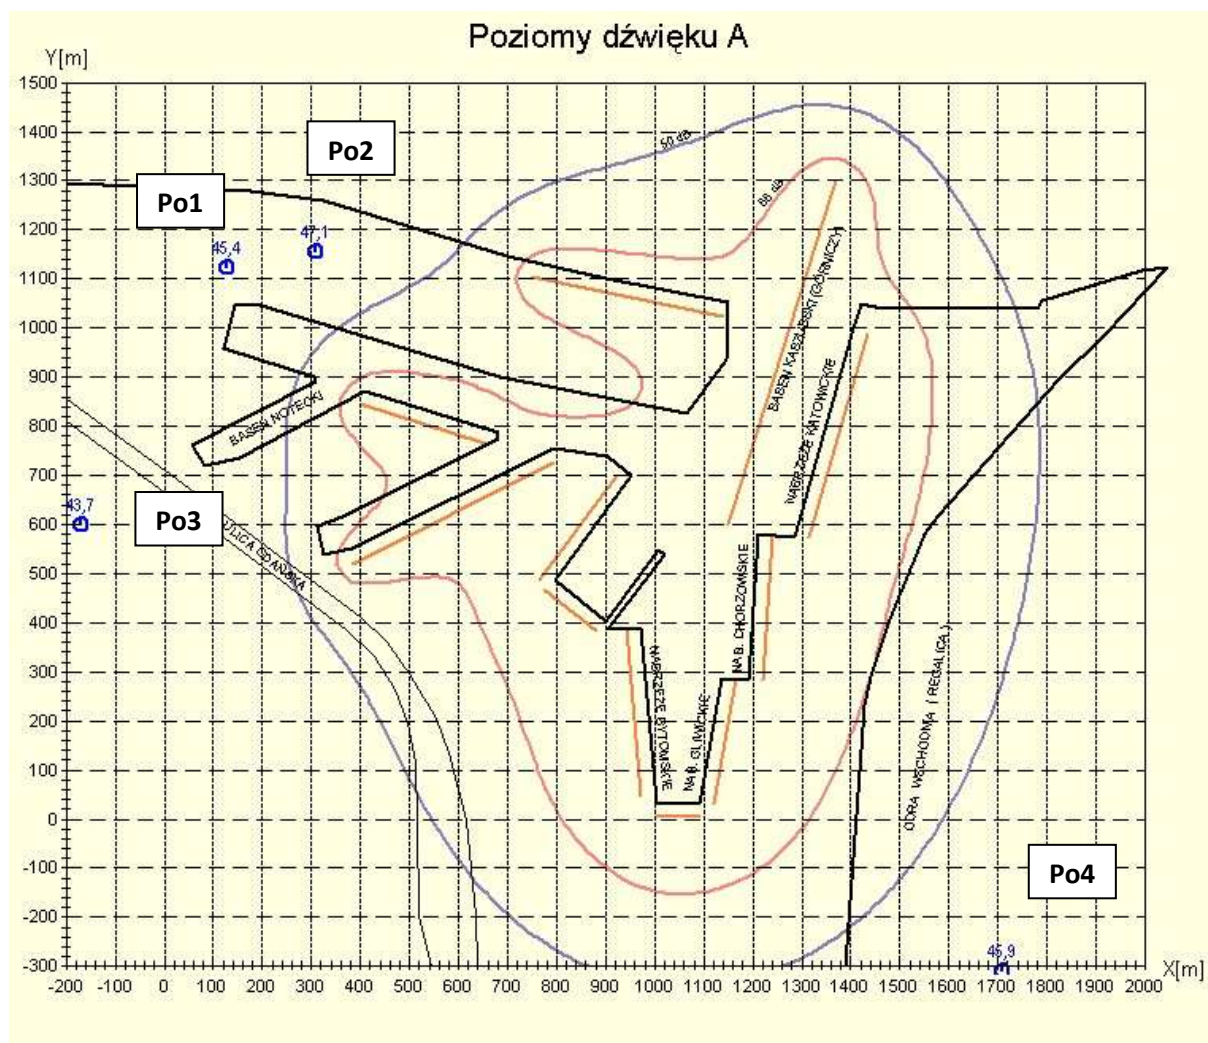 Poziomy dźwięku A
Y[m]
1500
1400
1300
1200
1100
1000
900
800
700
600
500
400
300
200
100
0
-100
-200
-300
50 dB
Po2
Po1
45,4
47,1
BASEN KASZUBSKI (GÓRNICZY)
NABRZEŻE KATOWICKIE
BASEN NOTECKI
43,7
Po3
ULICA GDAŃSKA
NAB. CHORZOWSKIE
NABRZEŻE BYTOMSKIE
NAB. GLIWICKIE
ODRA WSCHODNIA ( REGALICA )
Po4
45,9
X[m]
-200 -100 0 100 200 300 400 500 600 700 800 900 1000 1100 1200 1300 1400 1500 1600 1700 1800 1900 2000